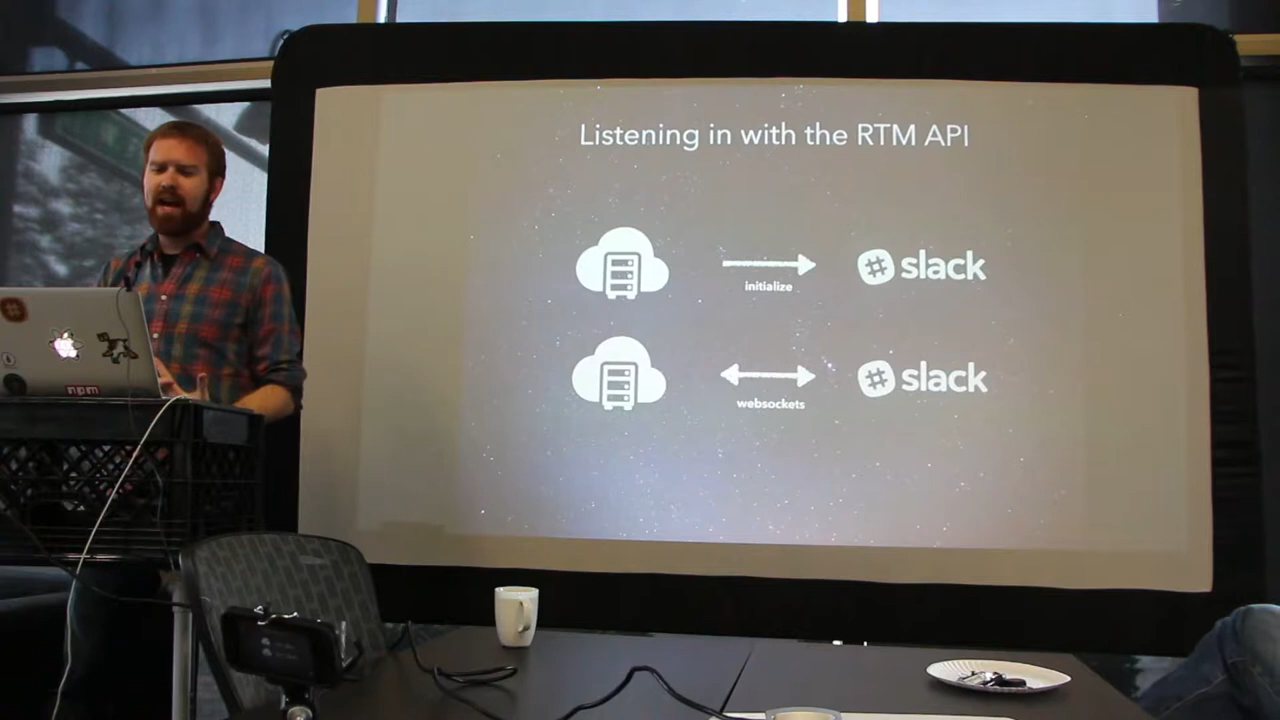 Listening in with the RTM API
initialize
slack
websockets
slack
npm